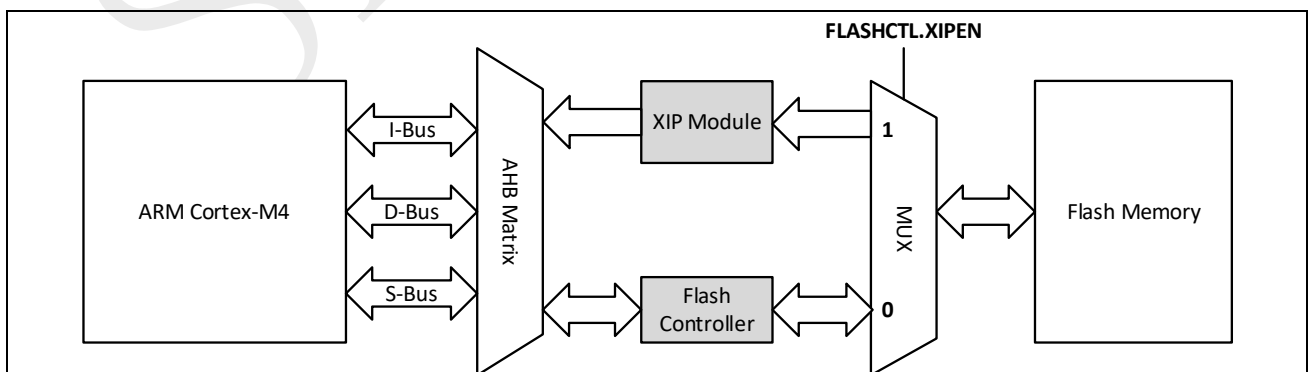 FLASHCTL.XIPEN
ARM Cortex-M4
I-Bus
D-Bus
S-Bus
AHB Matrix
XIP Module
Flash
Controller
1
MUX
0
Flash Memory